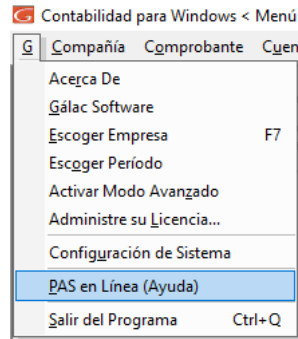 G Contabilidad para Windows < Menú
G Compañía Comprobante Cuen
Acerca De
Gálac Software
Escoger Empresa F7
Escoger Período
Activar Modo Avanzado
Administre su Licencia...
Configuración de Sistema
PAS en Línea (Ayuda)
Salir del Programa Ctrl+Q